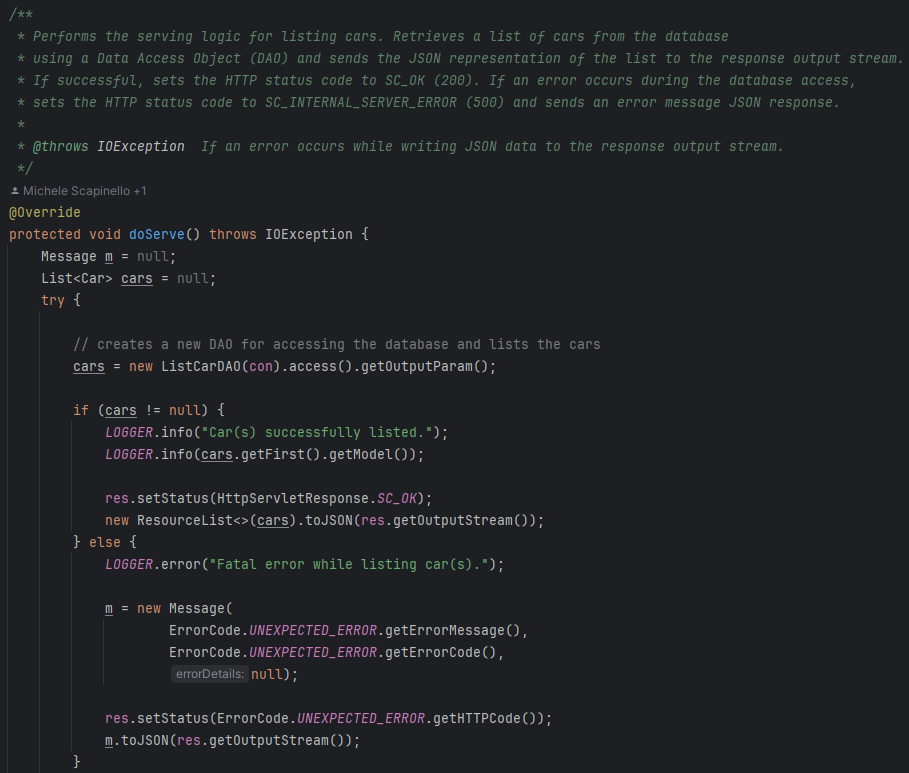 /**
 * Performs the serving logic for listing cars. Retrieves a list of cars from the database
 * using a Data Access Object (DAO) and sends the JSON representation of the list to the response output stream.
 * If successful, sets the HTTP status code to SC_OK (200). If an error occurs during the database access,
 * sets the HTTP status code to SC_INTERNAL_SERVER_ERROR (500) and sends an error message JSON response.
 *
 * @throws IOException  If an error occurs while writing JSON data to the response output stream.
 */
Michele Scapinello +1
@Override
protected void doServe() throws IOException {
    Message m = null;
    List<Car> cars = null;
    try {

        // creates a new DAO for accessing the database and lists the cars
        cars = new ListCarDAO(con).access().getOutputParam();

        if (cars != null) {
            LOGGER.info("Car(s) successfully listed.");
            LOGGER.info(cars.getFirst().getModel());

            res.setStatus(HttpServletResponse.SC_OK);
            new ResourceList<>(cars).toJSON(res.getOutputStream());
        } else {
            LOGGER.error("Fatal error while listing car(s).");

            m = new Message(
                    ErrorCode.UNEXPECTED_ERROR.getErrorMessage(),
                    ErrorCode.UNEXPECTED_ERROR.getErrorCode(),
                    errorDetails: null);

            res.setStatus(ErrorCode.UNEXPECTED_ERROR.getHTTPCode());
            m.toJSON(res.getOutputStream());
        }